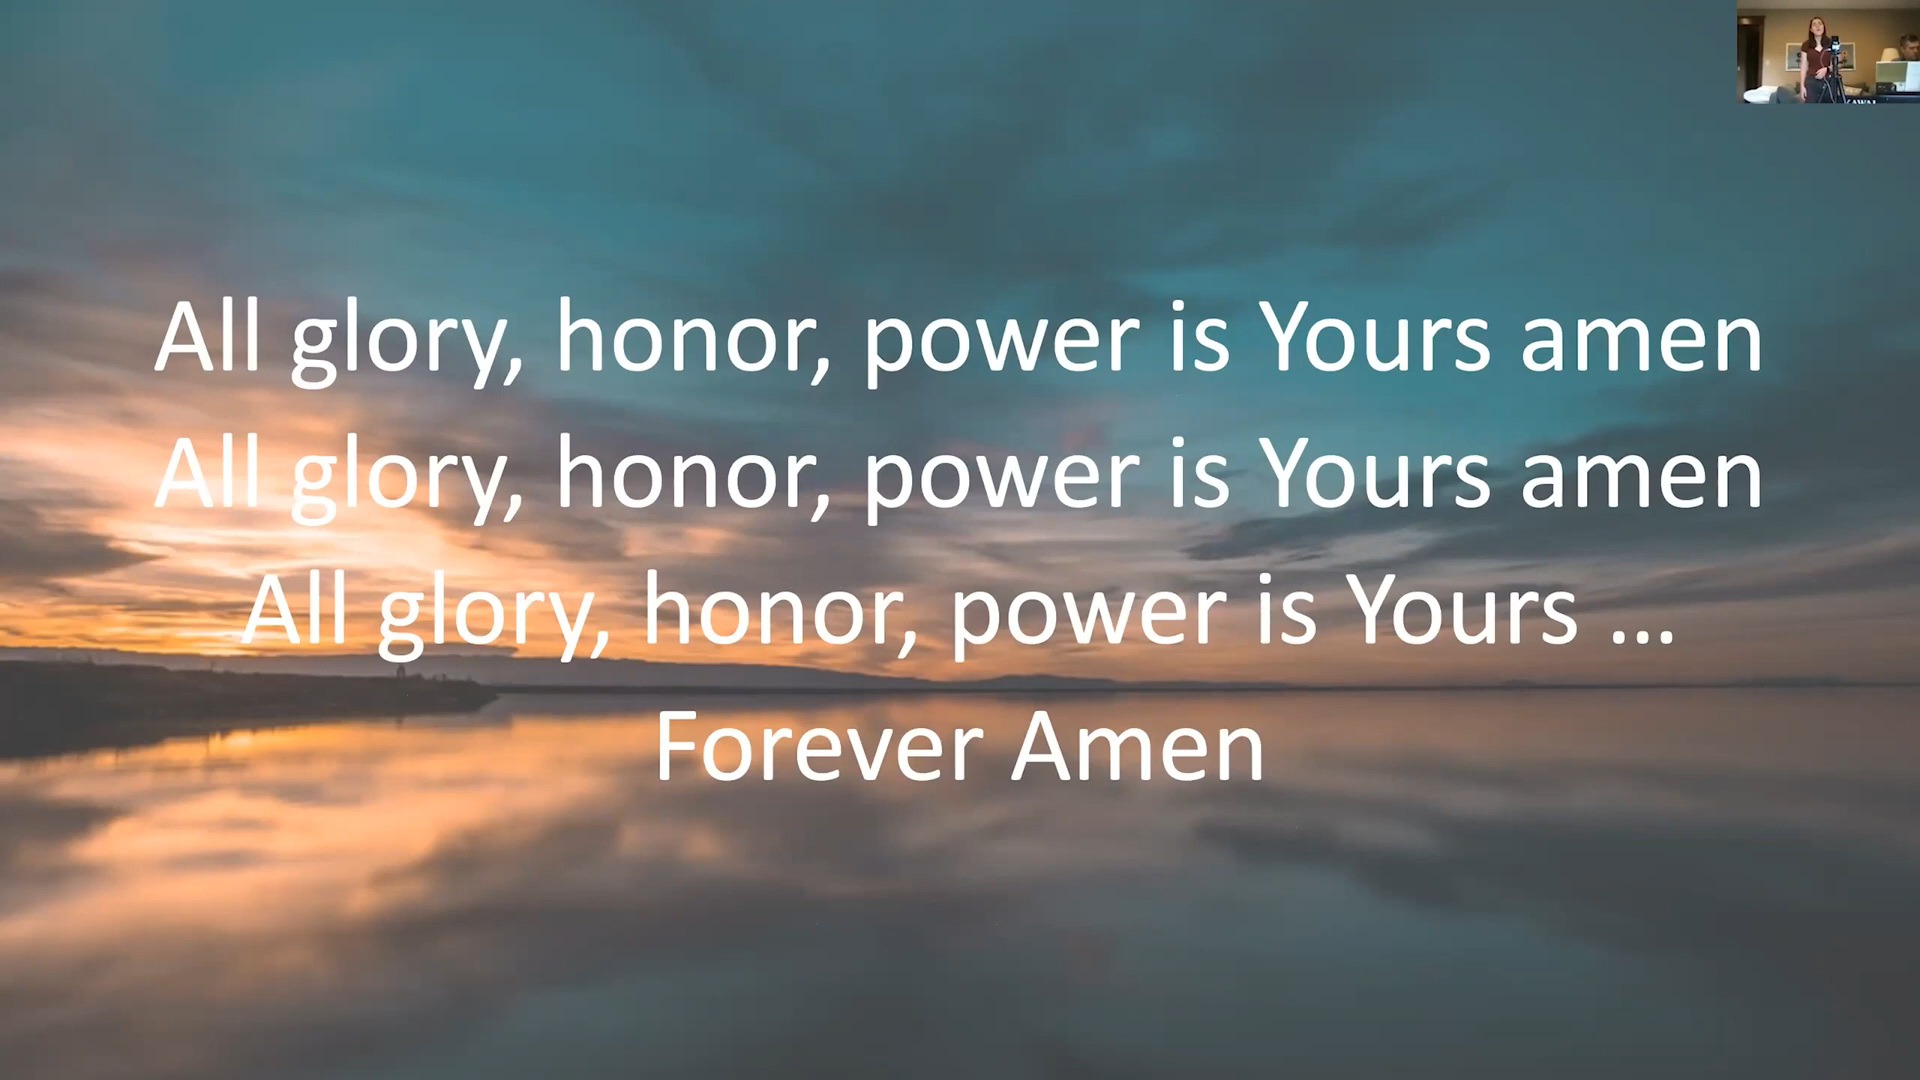 All glory, honor, power is Yours amen
All glory, honor, power is Yours amen
All glory, honor, power is Yours ...
Forever Amen
KAWAI